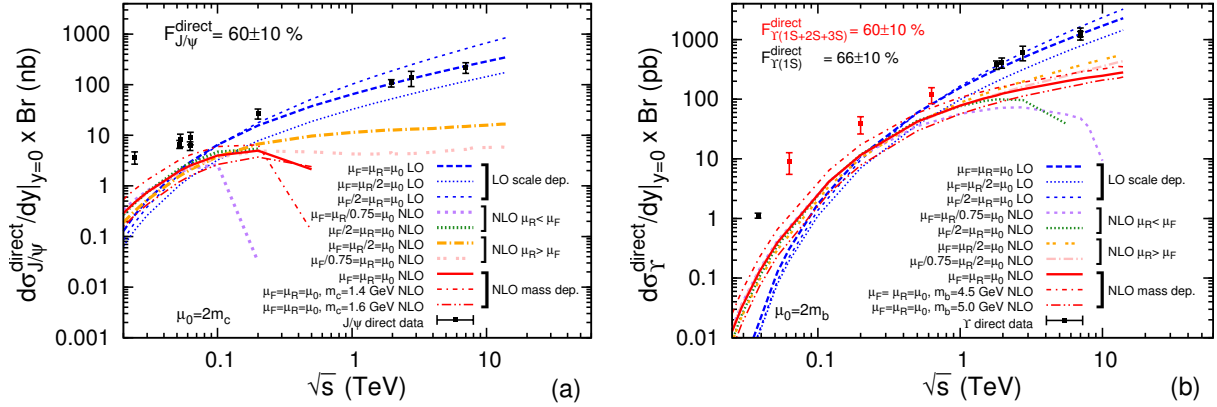 F^direct_J/ψ = 60±10 %
1000
100
10
1
0.1
0.01
0.001
dσ^direct_J/ψ/dy|y=0 x Br (nb)
μF=μR=μ0 LO
μF=μR/2=μ0 LO
μF/2=μR=μ0 LO
LO scale dep.
μF=μR/0.75=μ0 NLO
μF/2=μR=μ0 NLO
NLO μR< μF
μF=μR/2=μ0 NLO
μF/0.75=μR/2=μ0 NLO
NLO μR> μF
μF=μR=μ0 NLO
μF=μR=μ0, mc=1.4 GeV NLO
μF=μR=μ0, mc=1.6 GeV NLO
NLO mass dep.
J/ψ direct data
μ0=2mc
0.1 1 10
√s (TeV)
(a)
F^direct_ϒ(1S+2S+3S) = 60±10 %
F^direct_ϒ(1S) = 66±10 %
1000
100
10
1
0.1
0.01
dσ^direct_ϒ/dy|y=0 x Br (pb)
μF=μR=μ0 LO
μF=μR/2=μ0 LO
μF/2=μR=μ0 LO
LO scale dep.
μF=μR/0.75=μ0 NLO
μF/2=μR=μ0 NLO
NLO μR< μF
μF=μR/2=μ0 NLO
μF/0.75=μR/2=μ0 NLO
NLO μR> μF
μF=μR=μ0 NLO
μF= μR=μ0, mb=4.5 GeV NLO
μF= μR=μ0, mb=5.0 GeV NLO
NLO mass dep.
ϒ direct data
μ0=2mb
0.1 1 10
√s (TeV)
(b)